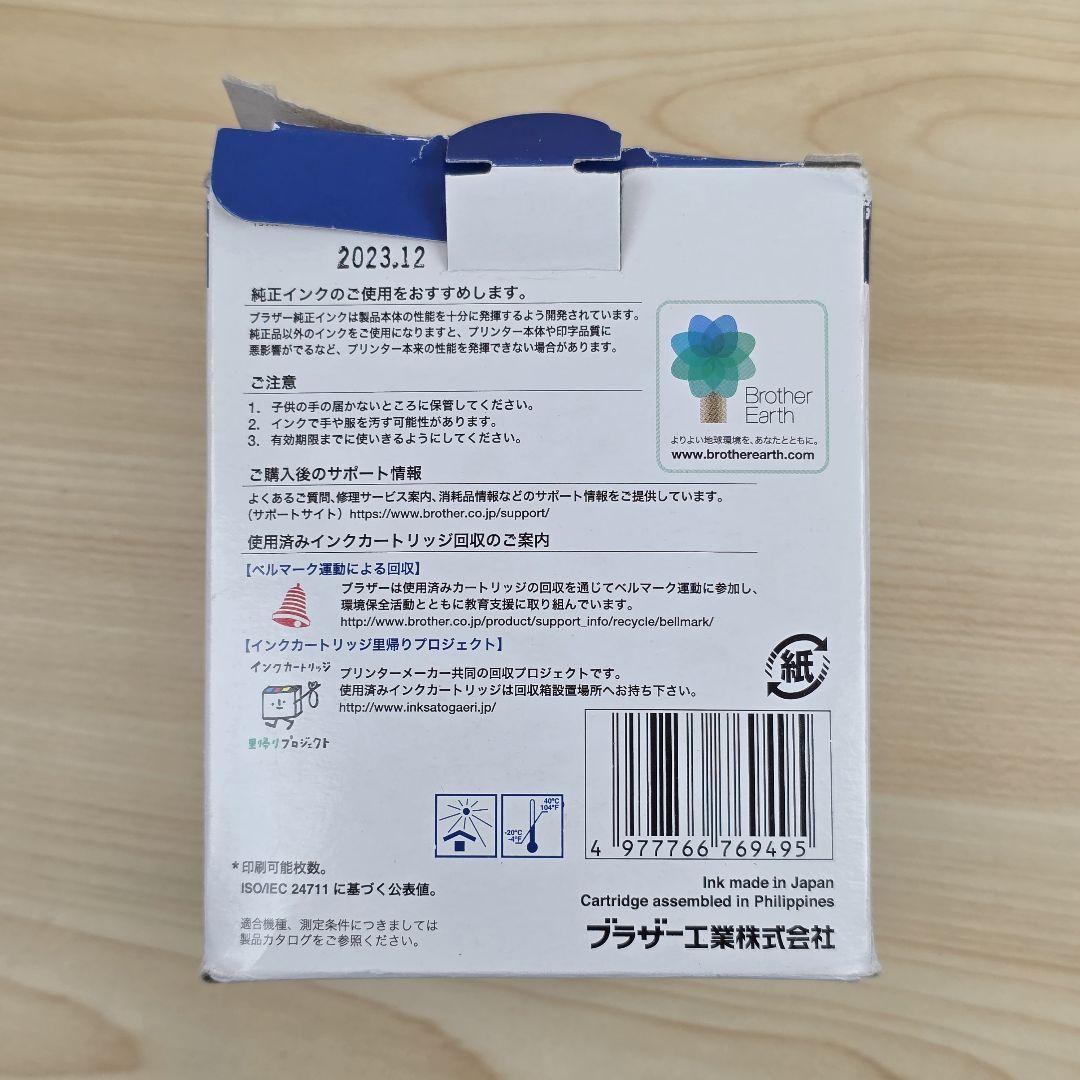 2023.12
純正インクのご使用をおすすめします。
ブラザー純正インクは製品本体の性能を十分に発揮するよう開発されています。
純正品以外のインクをご使用になりますと、プリンター本体や印字品質に
悪影響がでるなど、プリンター本来の性能を発揮できない場合があります。
ご注意
1. 子供の手の届かないところに保管してください。
2. インクで手や服を汚す可能性があります。
3. 有効期限までに使いきるようにしてください。
Brother
Earth
よりよい地球環境を、あなたとともに。
www.brotherearth.com
ご購入後のサポート情報
よくあるご質問、修理サービス案内、消耗品情報などのサポート情報をご提供しています。
(サポートサイト) https://www.brother.co.jp/support/
使用済みインクカートリッジ回収のご案内
【ベルマーク運動による回収】
ブラザーは使用済みカートリッジの回収を通じてベルマーク運動に参加し、
環境保全活動とともに教育支援に取り組んでいます。
http://www.brother.co.jp/product/support_info/recycle/bellmark/
【インクカートリッジ里帰りプロジェクト】
インクカートリッジ
里帰りプロジェクト
プリンターメーカー共同の回収プロジェクトです。
使用済みインクカートリッジは回収箱設置場所へお持ち下さい。
http://www.inksatogaeri.jp/
紙
40°C
104°F
-20°C
-4°F
4 977766 769495
*印刷可能枚数。
ISO/IEC 24711 に基づく公表値。
適合機種、測定条件につきましては
製品カタログをご参照ください。
Ink made in Japan
Cartridge assembled in Philippines
ブラザー工業株式会社